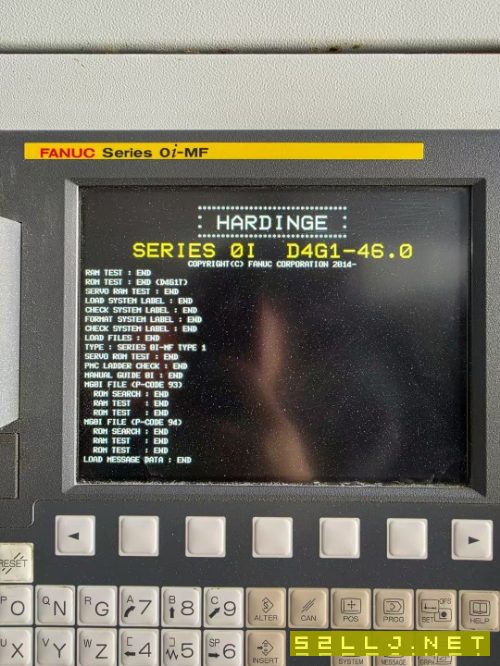 FANUC Series 0i-MF
HARDINGE
SERIES 0I D4G1-46.0
COPYRIGHT(C) FANUC CORPORATION 2014-
RAM TEST : END
ROM TEST : END (D4G1T)
SERVO RAM TEST : END
LOAD SYSTEM LABEL : END
CHECK SYSTEM LABEL : END
FORMAT SYSTEM LABEL : END
CHECK SYSTEM LABEL : END
LOAD FILES : END
TYPE : SERIES 0I-MF TYPE 1
SERVO ROM TEST : END
PMC LADDER CHECK : END
MANUAL GUIDE 0I : END
MG0I FILE (P-CODE 93)
ROM SEARCH : END
RAM TEST : END
ROM TEST : END
MG0I FILE (P-CODE 94)
ROM SEARCH : END
RAM TEST : END
ROM TEST : END
LOAD MESSAGE DATA : END
RESET
P O Q N R G A 7 B 8 C 9 ALTER CAN POS PROG OFS SET HELP
U X V Y W Z [ 4 ] 5 SP 6 INSERT SYSTEM MESSAGE
S2LLJ.NET